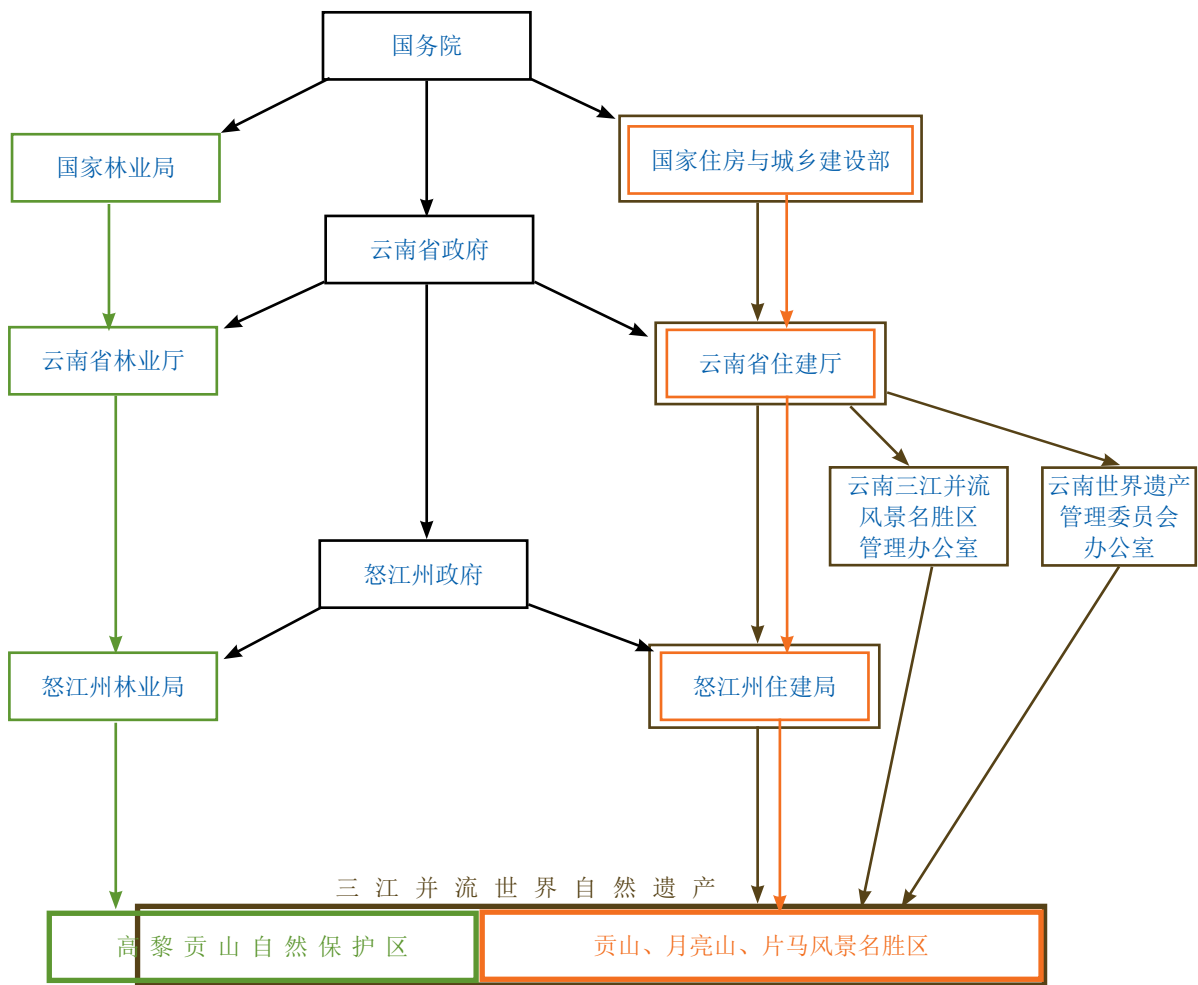 国务院
国家林业局
国家住房与城乡建设部
云南省政府
云南省林业厅
云南省住建厅
云南三江并流
风景名胜区
管理办公室
云南世界遗产
管理委员会
办公室
怒江州政府
怒江州林业局
怒江州住建局
三江并流世界自然遗产
高黎贡山自然保护区
贡山、月亮山、片马风景名胜区